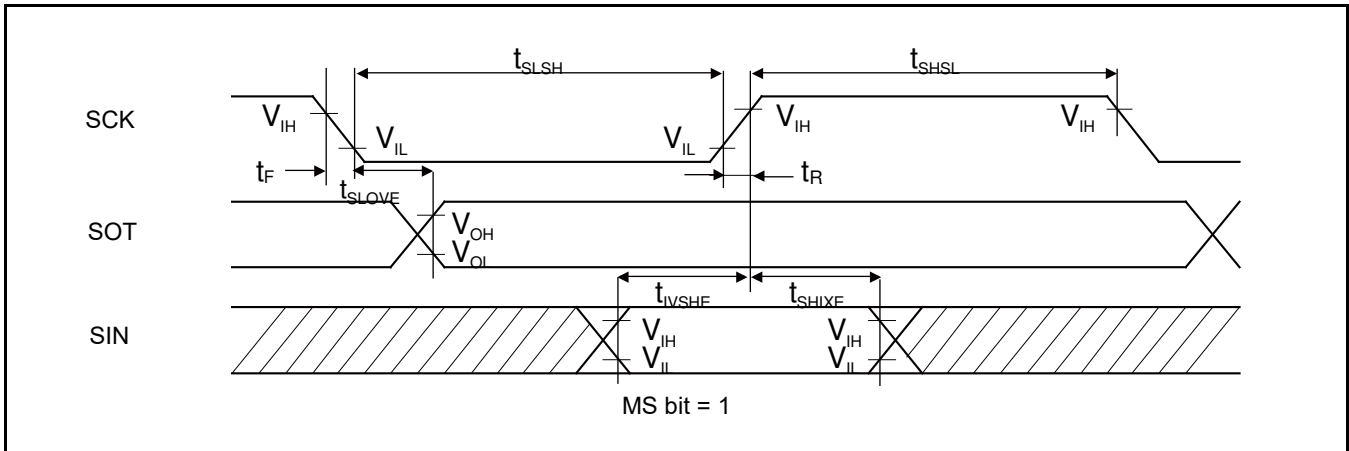 tSLSH tSHSL
SCK VIH VIL VIL VIH VIH
tF tSLOVE tR
SOT VOH
VOL
tIVSHE tSHIXE
SIN VIH VIH
VIL VIL
MS bit = 1